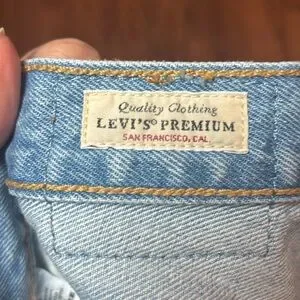 Quality Clothing
LEVI'S® PREMIUM
SAN FRANCISCO, CAL.